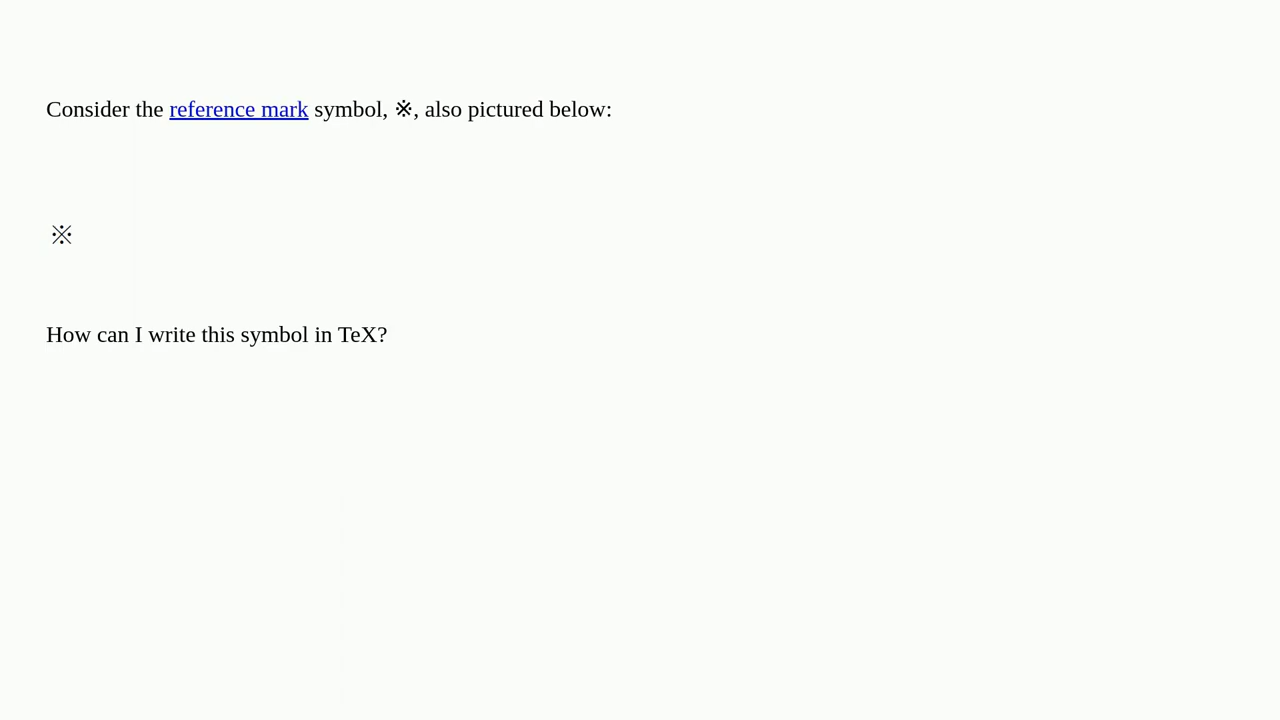 Consider the reference mark symbol, ※, also pictured below:
※
How can I write this symbol in TeX?